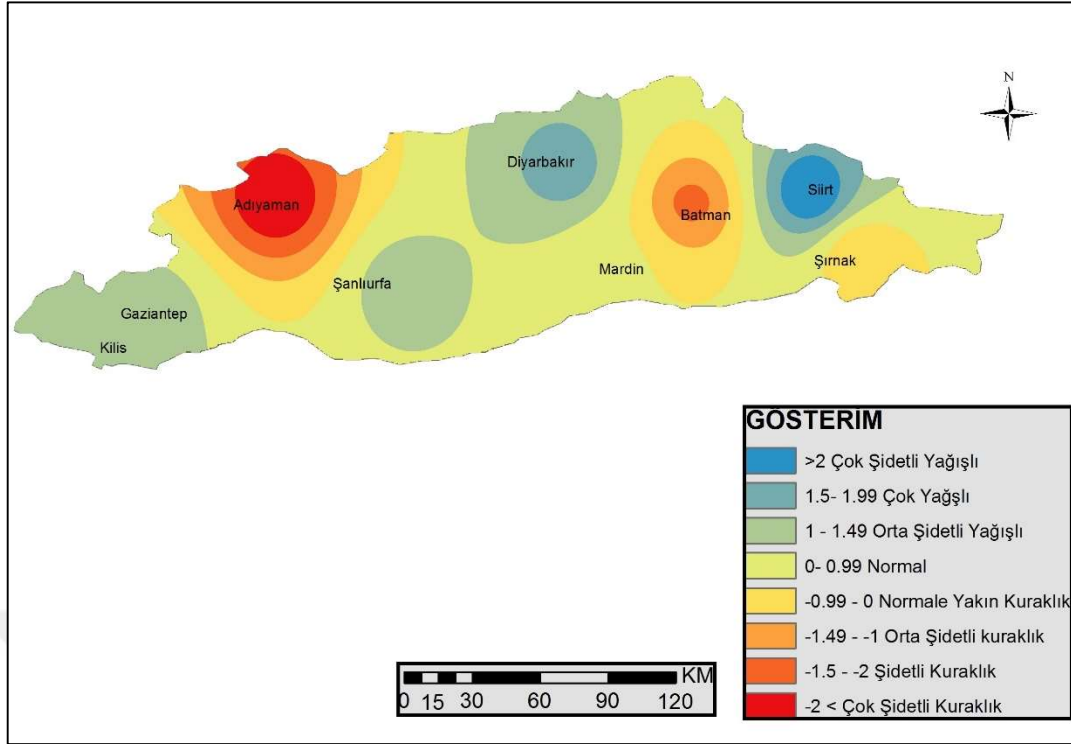 N
Diyarbakır
Siirt
Adıyaman
Batman
Mardin
Şırnak
Şanlıurfa
Gaziantep
Kilis
GÖSTERİM
>2 Çok Şidetli Yağışlı
1.5- 1.99 Çok Yağşlı
1 - 1.49 Orta Şidetli Yağışlı
0- 0.99 Normal
-0.99 - 0 Normale Yakın Kuraklık
-1.49 - -1 Orta Şidetli kuraklık
-1.5 - -2 Şidetli Kuraklık
-2 < Çok Şidetli Kuraklık
KM
0 15 30 60 90 120